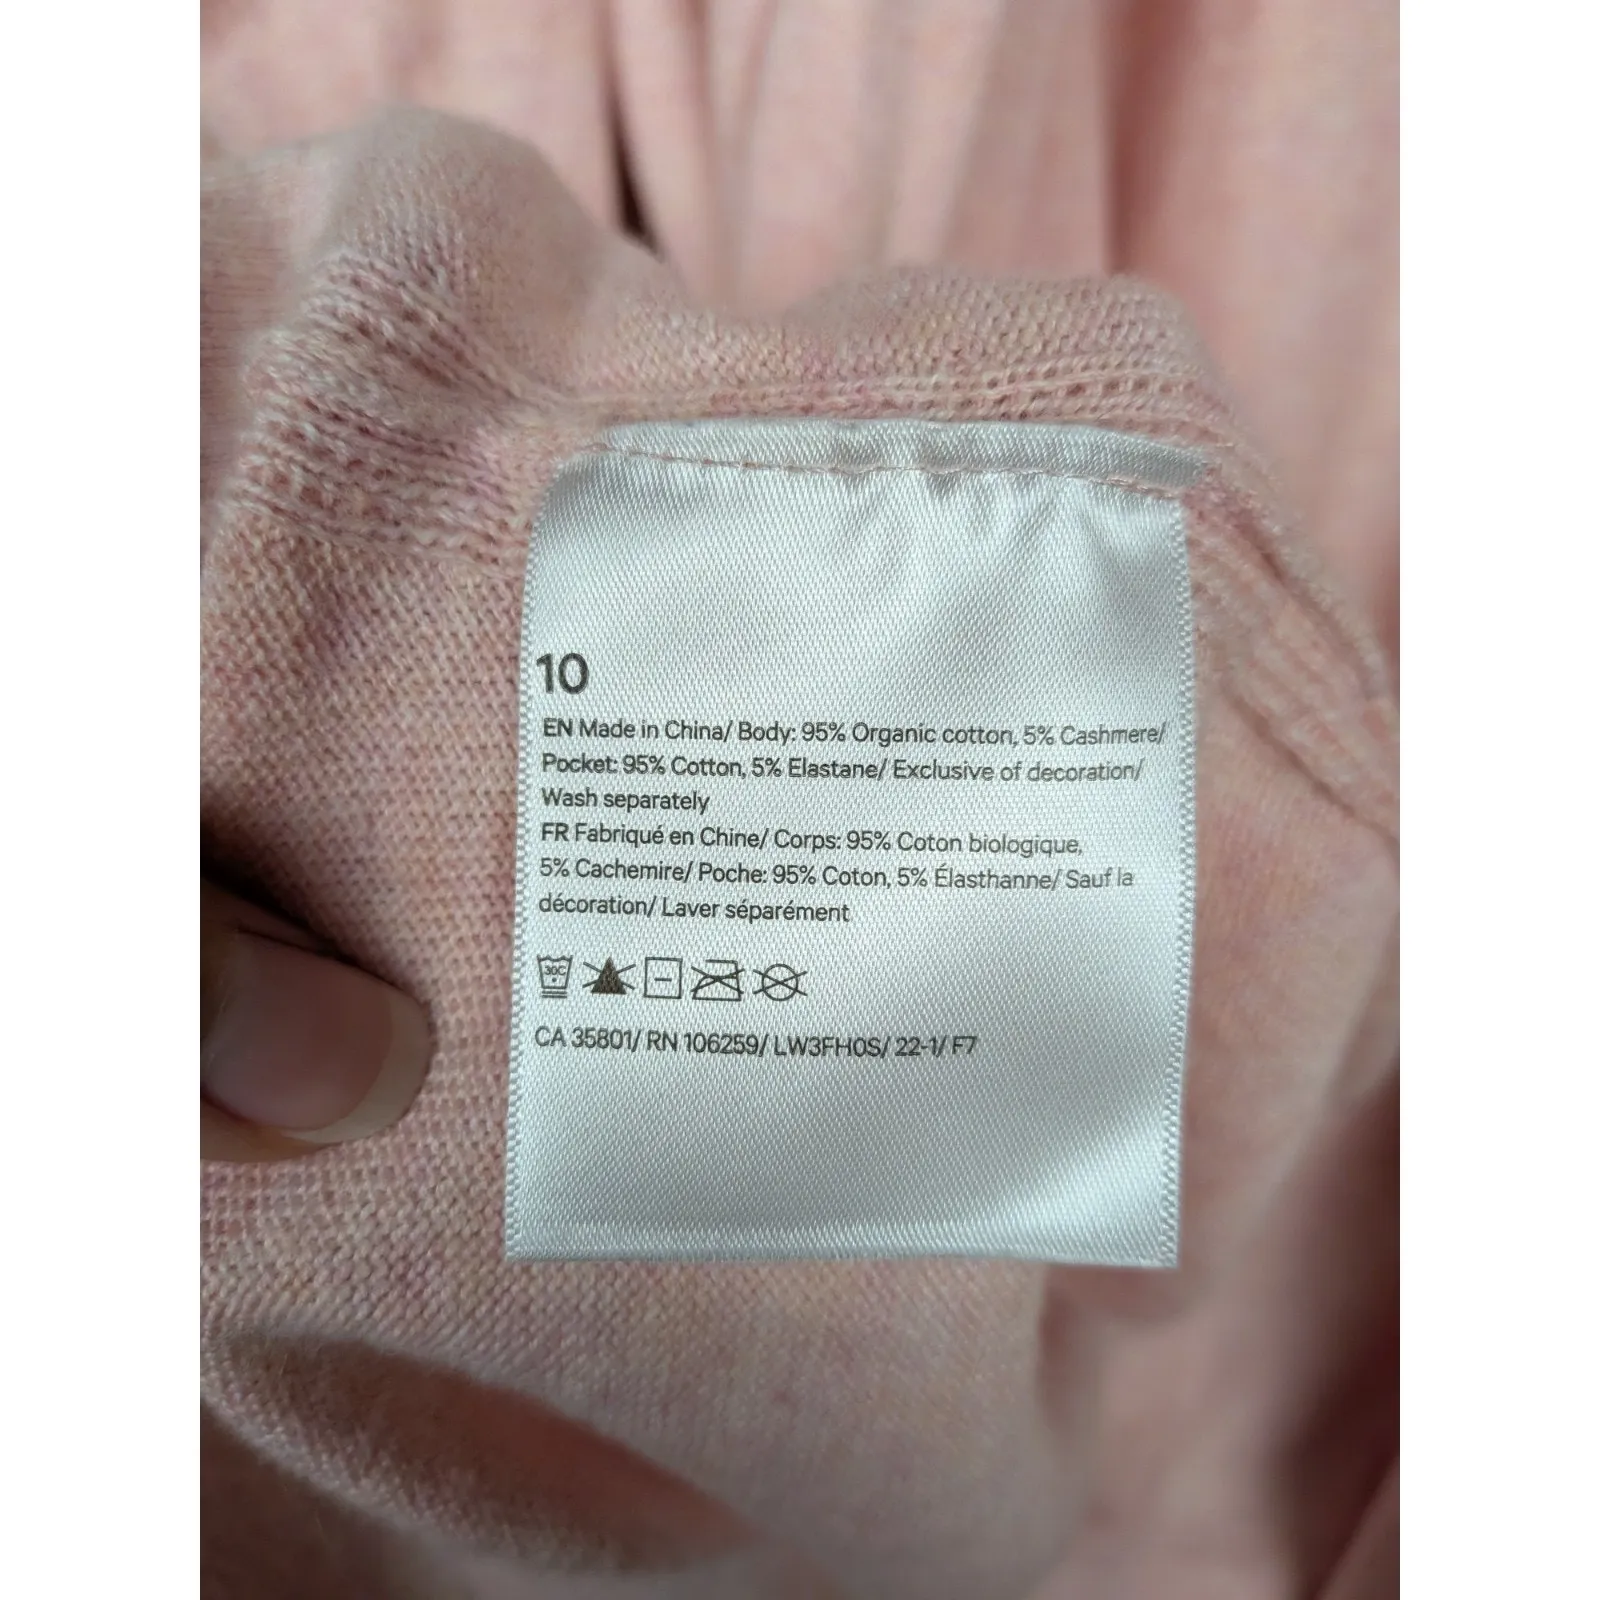 10
EN Made in China/ Body: 95% Organic cotton, 5% Cashmere/
Pocket: 95% Cotton, 5% Elastane/ Exclusive of decoration/
Wash separately
FR Fabriqué en Chine/ Corps: 95% Coton biologique,
5% Cachemire/ Poche: 95% Coton, 5% Élasthanne/ Sauf la
décoration/ Laver séparément
30C
CA 35801/ RN 106259/ LW3FH0S/ 22-1/ F7